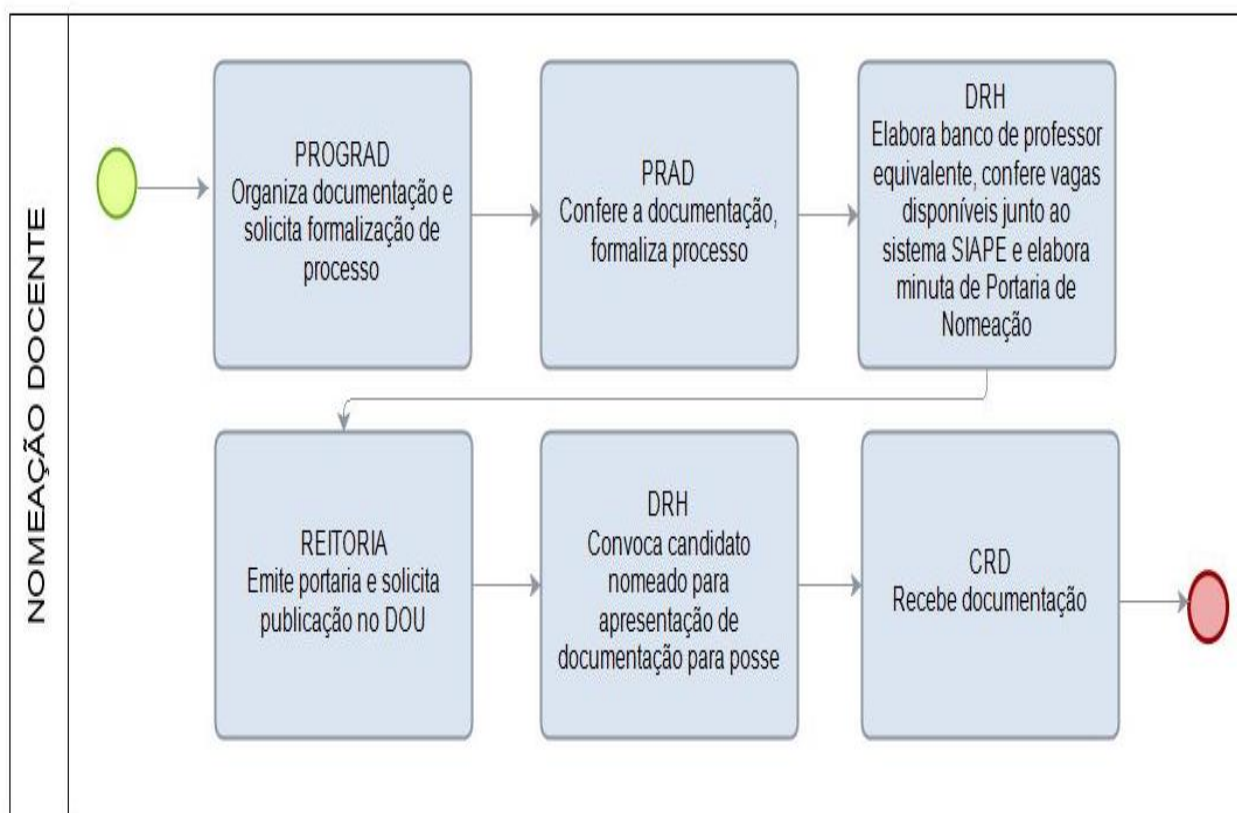 NOMEAÇÃO DOCENTE
PROGRAD
Organiza documentação e
solicita formalização de
processo
PRAD
Confere a documentação,
formaliza processo
DRH
Elabora banco de professor
equivalente, confere vagas
disponíveis junto ao
sistema SIAPE e elabora
minuta de Portaria de
Nomeação
REITORIA
Emite portaria e solicita
publicação no DOU
DRH
Convoca candidato
nomeado para
apresentação de
documentação para posse
CRD
Recebe documentação